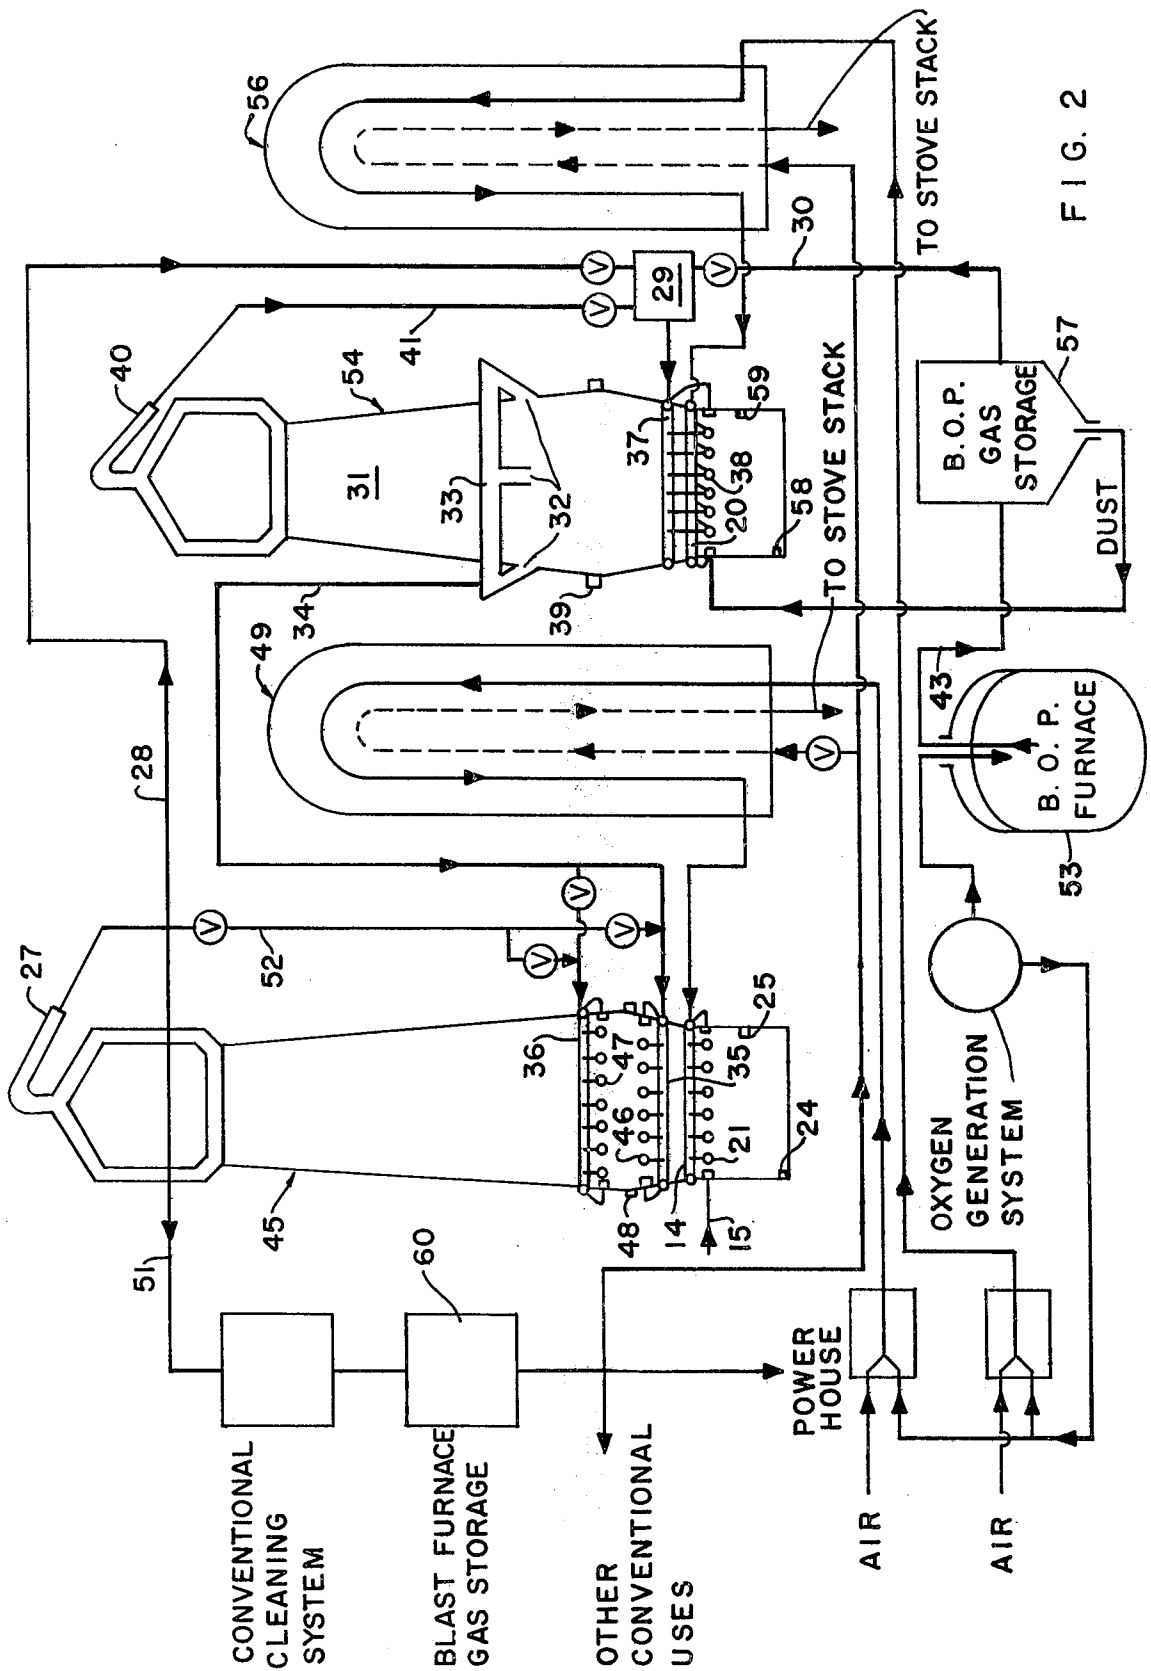 27
40
51
28
56
49
45
52
34
31
54
41
CONVENTIONAL
CLEANING
SYSTEM
60
BLAST FURNACE
GAS STORAGE
33
36
32
39
V
V
V
V
V
V
47
46
48
29
37
14
35
20
38
21
15
V
59
25
58
24
30
V
OTHER
CONVENTIONAL
USES
POWER
HOUSE
TO STOVE STACK
TO STOVE STACK
AIR
AIR
OXYGEN
GENERATION
SYSTEM
43
B. O. P.
FURNACE
53
B.O.P.
GAS
STORAGE
57
DUST
FIG. 2